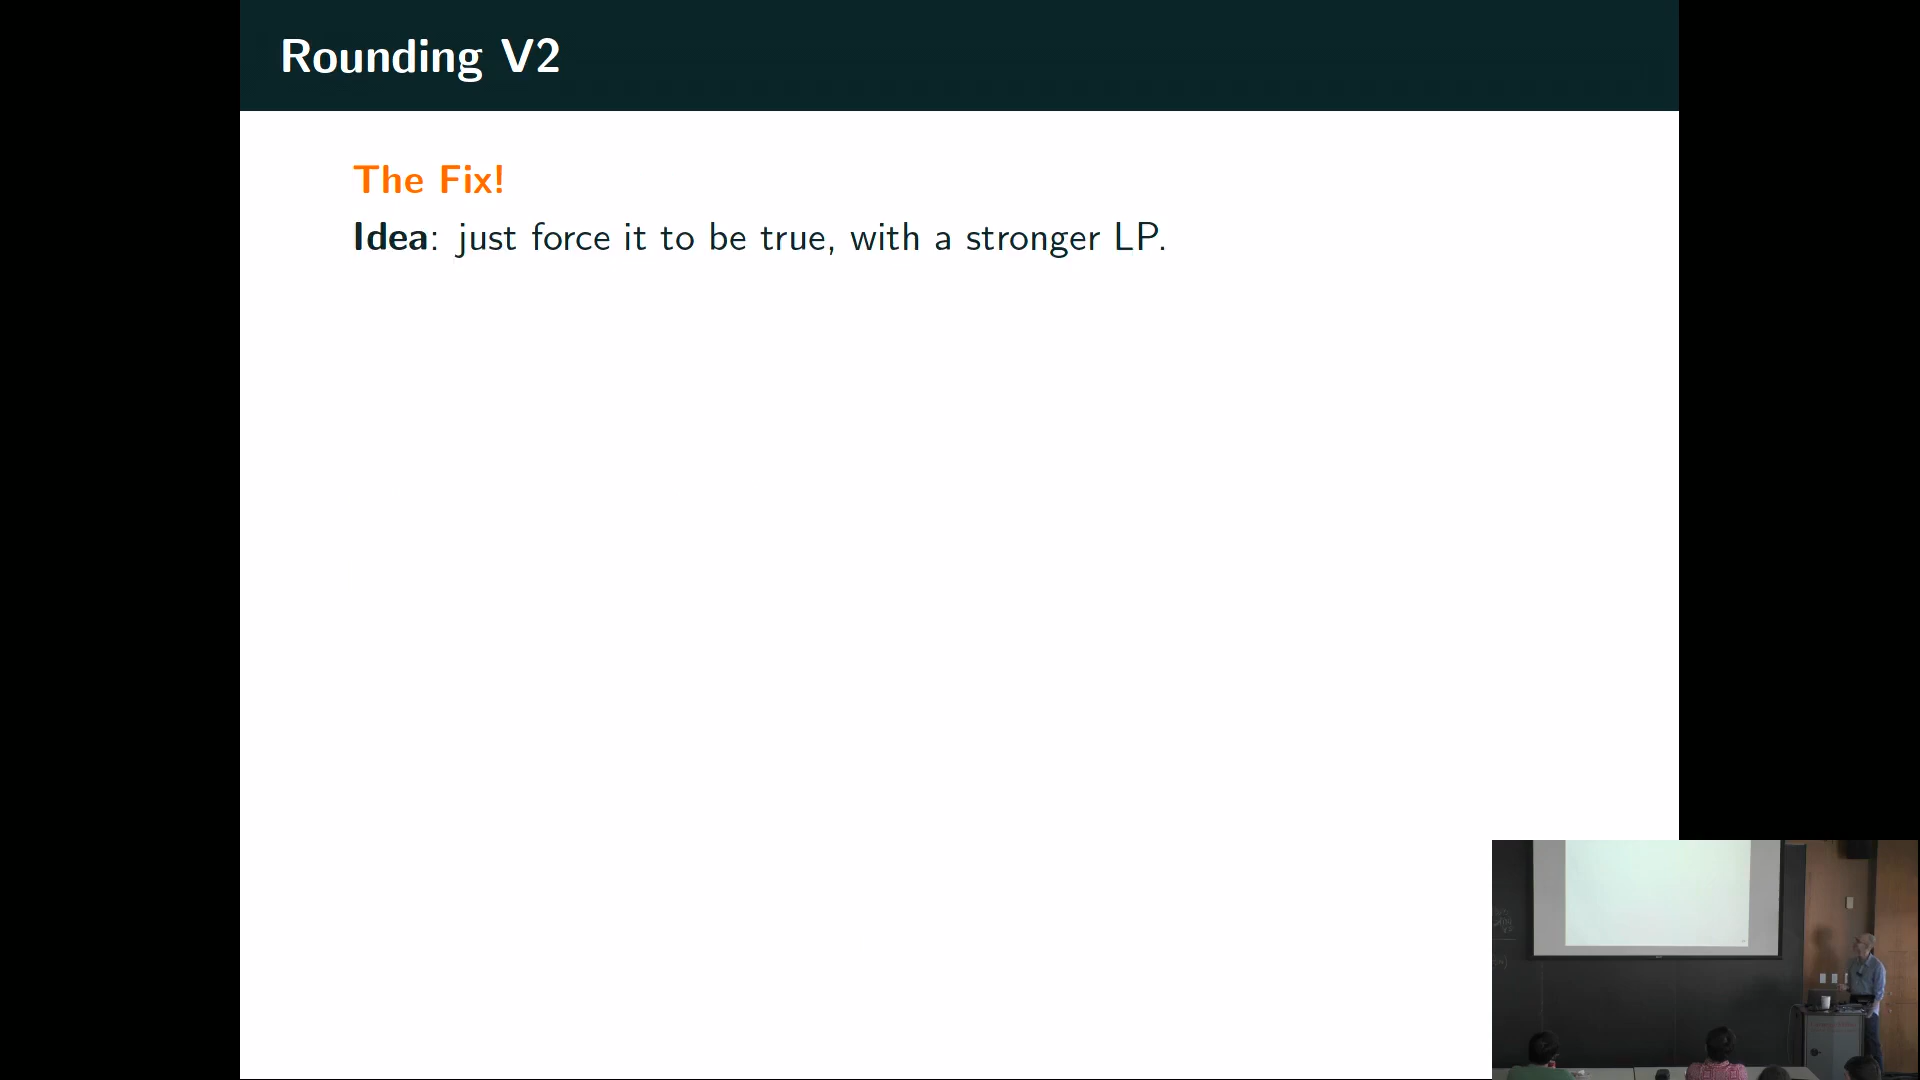 Rounding V2
The Fix!
Idea: just force it to be true, with a stronger LP.